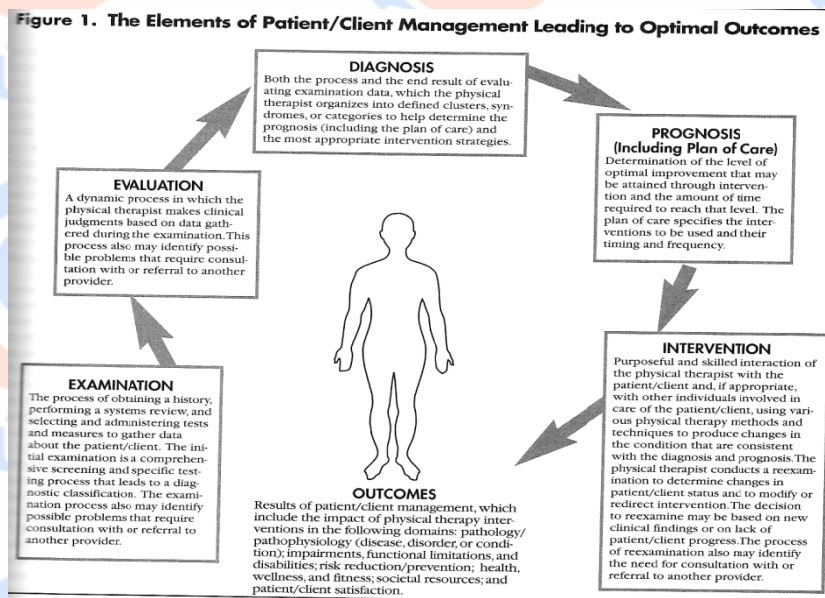 Figure 1. The Elements of Patient/Client Management Leading to Optimal Outcomes
DIAGNOSIS
Both the process and the end result of evalu-
ating examination data, which the physical
therapist organizes into defined clusters, syn-
dromes, or categories to help determine the
prognosis (including the plan of care) and
the most appropriate intervention strategies.
PROGNOSIS
(Including Plan of Care)
Determination of the level of
optimal improvement that may
be attained through interven-
tion and the amount of time
required to reach that level. The
plan of care specifies the inter-
ventions to be used and their
timing and frequency.
EVALUATION
A dynamic process in which the
physical therapist makes clinical
judgments based on data gath-
ered during the examination. This
process also may identify possi-
ble problems that require consul-
tation with or referral to another
provider.
INTERVENTION
Purposeful and skilled interaction of
the physical therapist with the
patient/client and, if appropriate,
with other individuals involved in
care of the patient/client, using vari-
ous physical therapy methods and
techniques to produce changes in
the condition that are consistent
with the diagnosis and prognosis. The
physical therapist conducts a reexam-
ination to determine changes in
patient/client status and to modify or
redirect intervention. The decision
to reexamine may be based on new
clinical findings or on lack of
patient/client progress. The process
of reexamination also may identify
the need for consultation with or
referral to another provider.
EXAMINATION
The process of obtaining a history,
performing a systems review, and
selecting and administering tests
and measures to gather data
about the patient/client. The ini-
tial examination is a comprehen-
sive screening and specific test-
ing process that leads to a diag-
nostic classification. The exami-
nation process also may identify
possible problems that require
consultation with or referral to
another provider.
OUTCOMES
Results of patient/client management, which
include the impact of physical therapy inter-
ventions in the following domains: pathology/
pathophysiology (disease, disorder, or condi-
tion); impairments, functional limitations, and
disabilities; risk reduction/prevention; health,
wellness, and fitness; societal resources; and
patient/client satisfaction.